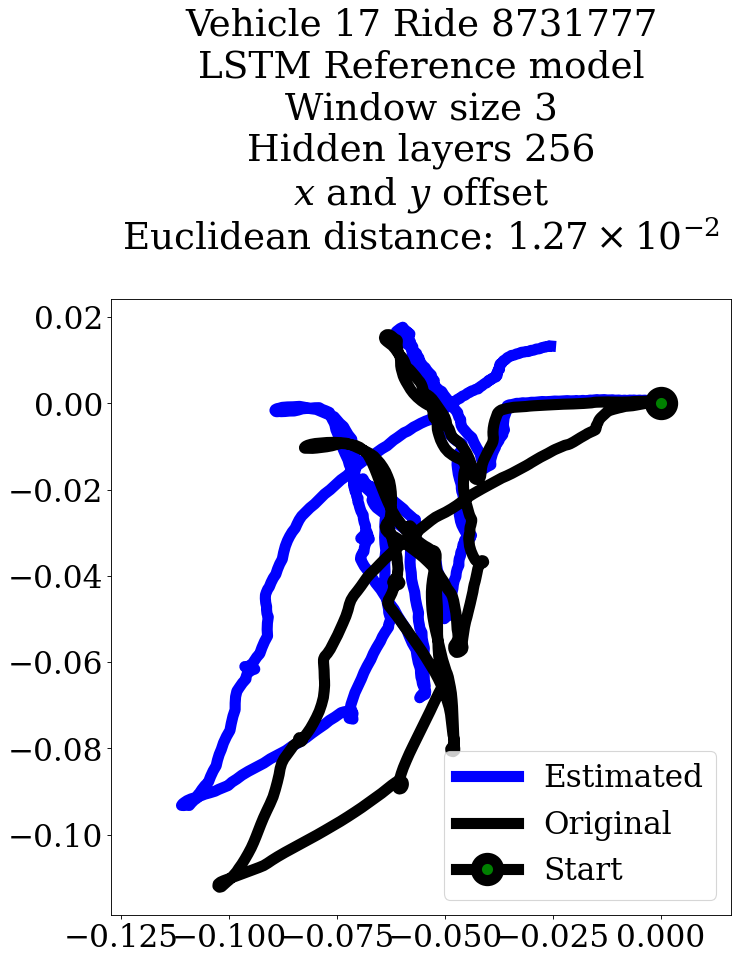 Vehicle 17 Ride 8731777
LSTM Reference model
Window size 3
Hidden layers 256
x and y offset
Euclidean distance: 1.27 × 10⁻²
0.02
0.00
−0.02
−0.04
−0.06
−0.08
−0.10
Estimated
Original
Start
−0.125 −0.100 −0.075 −0.050 −0.025 0.000